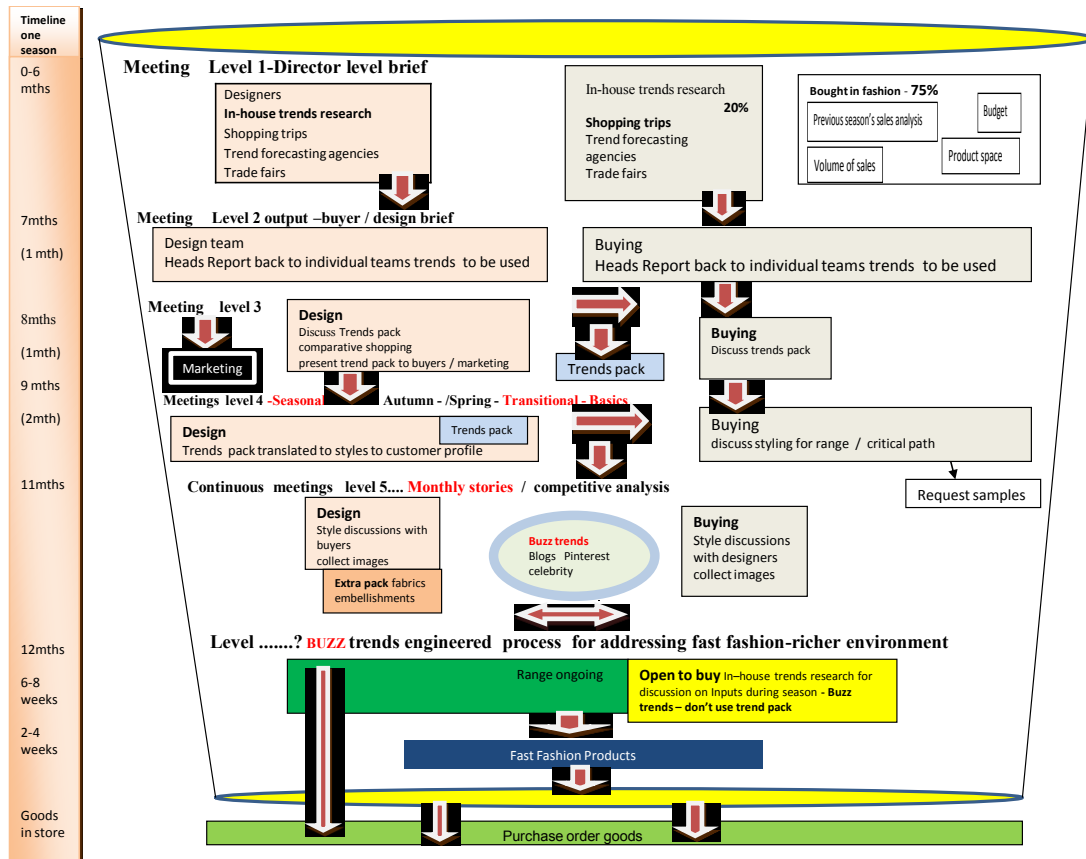 Timeline
one
season
0-6
mths
7mths
(1 mth)
8mths
(1mth)
9 mths
(2mth)
11mths
12mths
6-8
weeks
2-4
weeks
Goods
in store
Meeting Level 1-Director level brief
Designers
In-house trends research
Shopping trips
Trend forecasting agencies
Trade fairs
In-house trends research
20%
Shopping trips
Trend forecasting
agencies
Trade fairs
Bought in fashion - 75%
Previous season's sales analysis
Budget
Volume of sales
Product space
Meeting Level 2 output –buyer / design brief
Design team
Heads Report back to individual teams trends to be used
Buying
Heads Report back to individual teams trends to be used
Meeting level 3
Marketing
Design
Discuss Trends pack
comparative shopping
present trend pack to buyers / marketing
Trends pack
Buying
Discuss trends pack
Meetings level 4 -Seasonal Autumn - /Spring - Transitional - Basics
Design
Trends pack translated to styles to customer profile
Trends pack
Buying
discuss styling for range / critical path
Request samples
Continuous meetings level 5.... Monthly stories / competitive analysis
Design
Style discussions with
buyers
collect images
Extra pack fabrics
embellishments
Buzz trends
Blogs Pinterest
celebrity
Buying
Style discussions
with designers
collect images
Level .......? BUZZ trends engineered process for addressing fast fashion-richer environment
Range ongoing
Open to buy In–house trends research for
discussion on Inputs during season - Buzz
trends – don't use trend pack
Fast Fashion Products
Purchase order goods